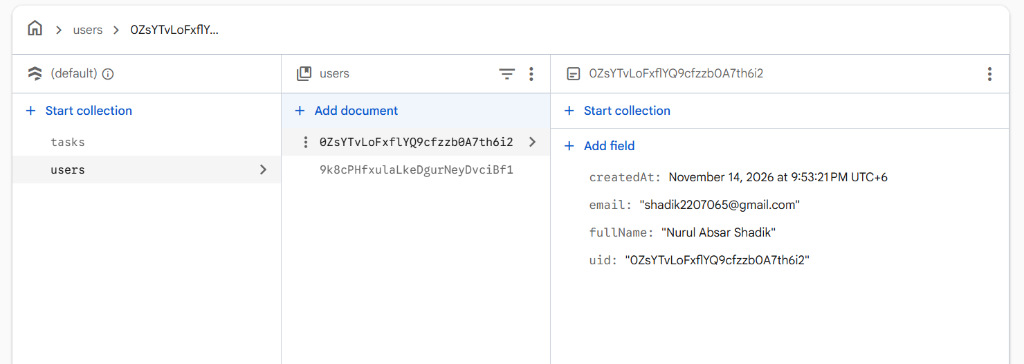 users > 0ZsYTvLoFxflY...
(default)
users
0ZsYTvLoFxflYQ9cfzzb0A7th6i2
+ Start collection
+ Add document
+ Start collection
tasks
users
0ZsYTvLoFxflYQ9cfzzb0A7th6i2
9k8cPHfxulaLkeDgurNeyDvciBf1
+ Add field
createdAt: November 14, 2026 at 9:53:21 PM UTC+6
email: "shadik2207065@gmail.com"
fullName: "Nurul Absar Shadik"
uid: "0ZsYTvLoFxflYQ9cfzzb0A7th6i2"